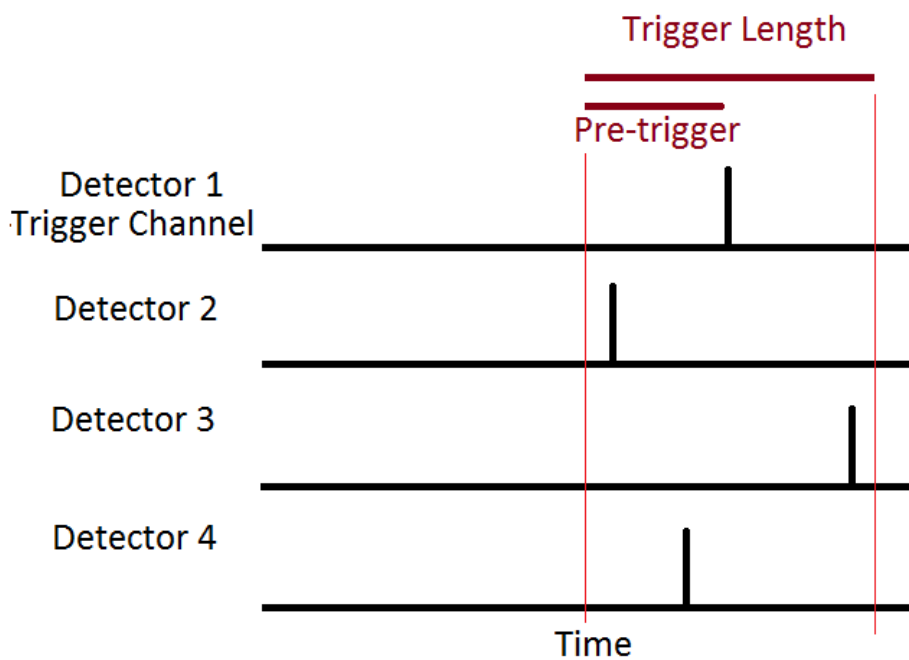 Trigger Length
Pre-trigger
Detector 1
Trigger Channel
Detector 2
Detector 3
Detector 4
Time